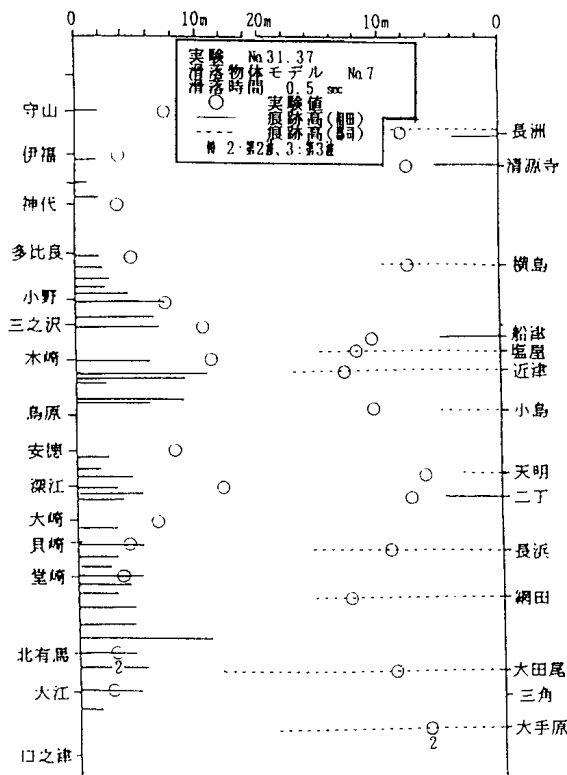 0 10m 20m 10m 0
実験 No.31.37
滑落物体モデル No.7
滑落時間 0.5 sec
実験値
痕跡高(相田)
痕跡高(都司)
2:第2波、3:第3波
守山
伊福
神代
多比良
小野
三之沢
木崎
島原
安徳
深江
大崎
貝崎
堂崎
北有馬
2
大江
口之津
長洲
清源寺
横島
船津
塩屋
近津
小島
天明
二丁
長浜
網田
大田尾
三角
大手原
2